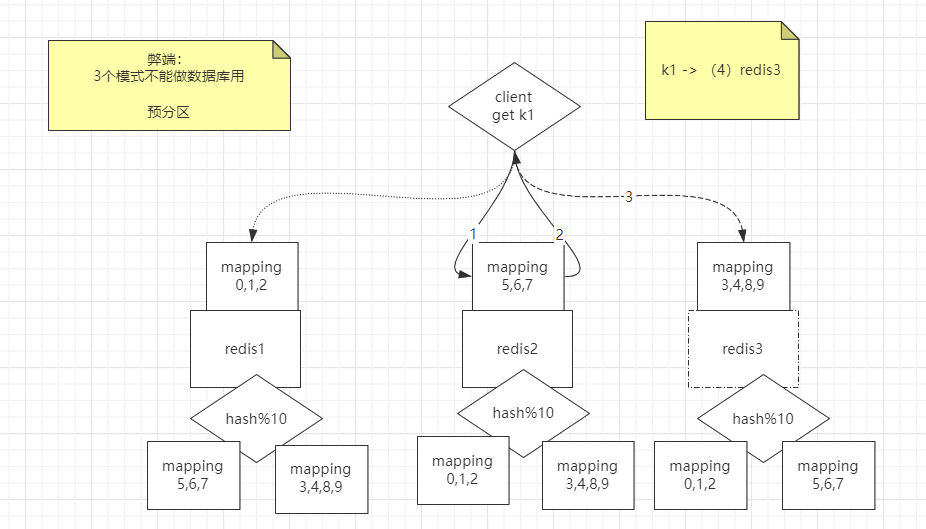 弊端：
3个模式不能做数据库用
预分区
k1 -> （4）redis3
client
get k1
3
1
2
mapping
0,1,2
mapping
5,6,7
mapping
3,4,8,9
redis1
redis2
redis3
hash%10
hash%10
hash%10
mapping
5,6,7
mapping
3,4,8,9
mapping
0,1,2
mapping
3,4,8,9
mapping
0,1,2
mapping
5,6,7